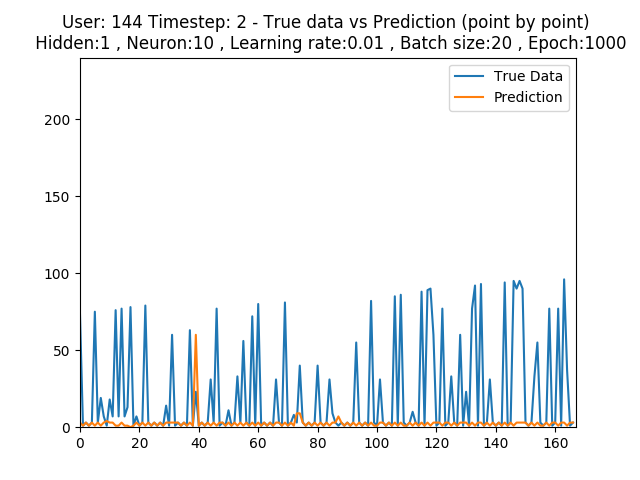 User: 144 Timestep: 2 - True data vs Prediction (point by point)
Hidden:1 , Neuron:10 , Learning rate:0.01 , Batch size:20 , Epoch:1000
True Data
Prediction
200
150
100
50
0
0 20 40 60 80 100 120 140 160